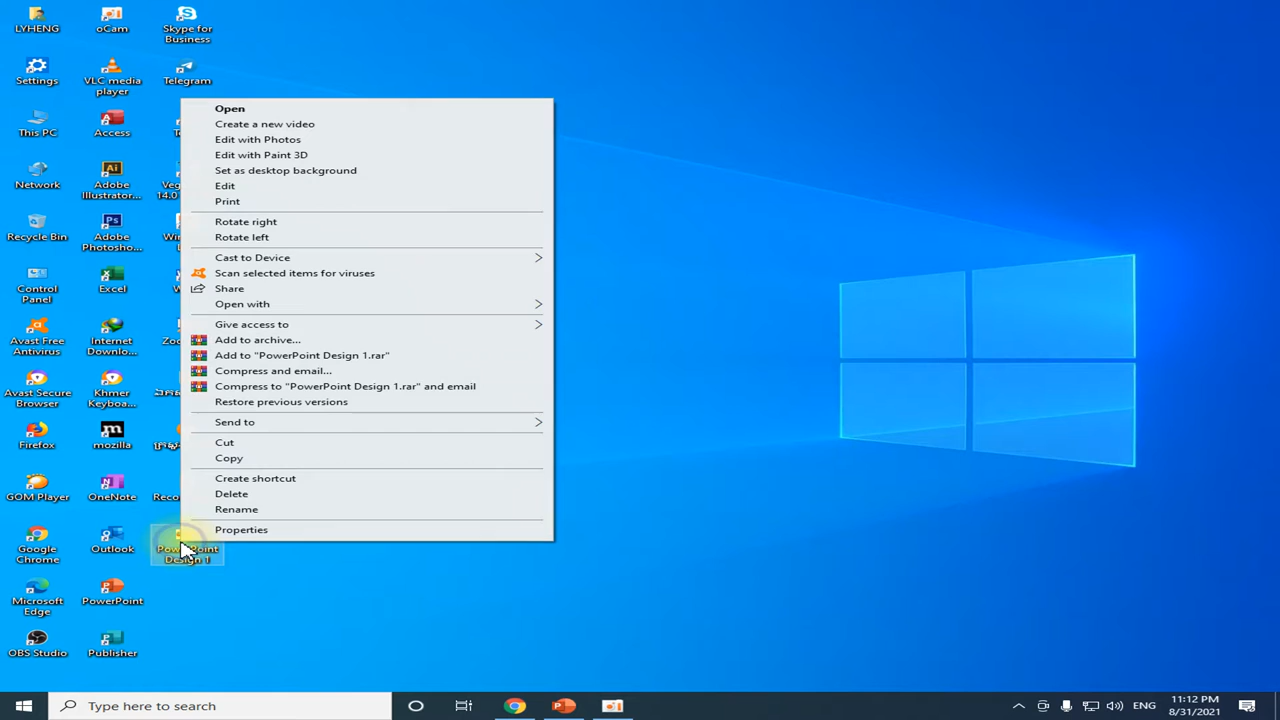 LYHENG
oCam
Skype for
Business
Settings
VLC media
player
Telegram
This PC
Access
Network
Adobe
Illustrator...
14.0
Recycle Bin
Adobe
Photosho...
Control
Panel
Excel
Avast Free
Antivirus
Internet
Downlo...
Avast Secure
Browser
Khmer
Keyboa...
Firefox
mozilla
GOM Player
OneNote
Google
Chrome
Outlook
PowerPoint
Design 1
Microsoft
Edge
PowerPoint
OBS Studio
Publisher
Open
Create a new video
Edit with Photos
Edit with Paint 3D
Set as desktop background
Edit
Print
Rotate right
Rotate left
Cast to Device
Scan selected items for viruses
Share
Open with
Give access to
Add to archive...
Add to "PowerPoint Design 1.rar"
Compress and email...
Compress to "PowerPoint Design 1.rar" and email
Restore previous versions
Send to
Cut
Copy
Create shortcut
Delete
Rename
Properties
Type here to search
ENG
11:12 PM
8/31/2021